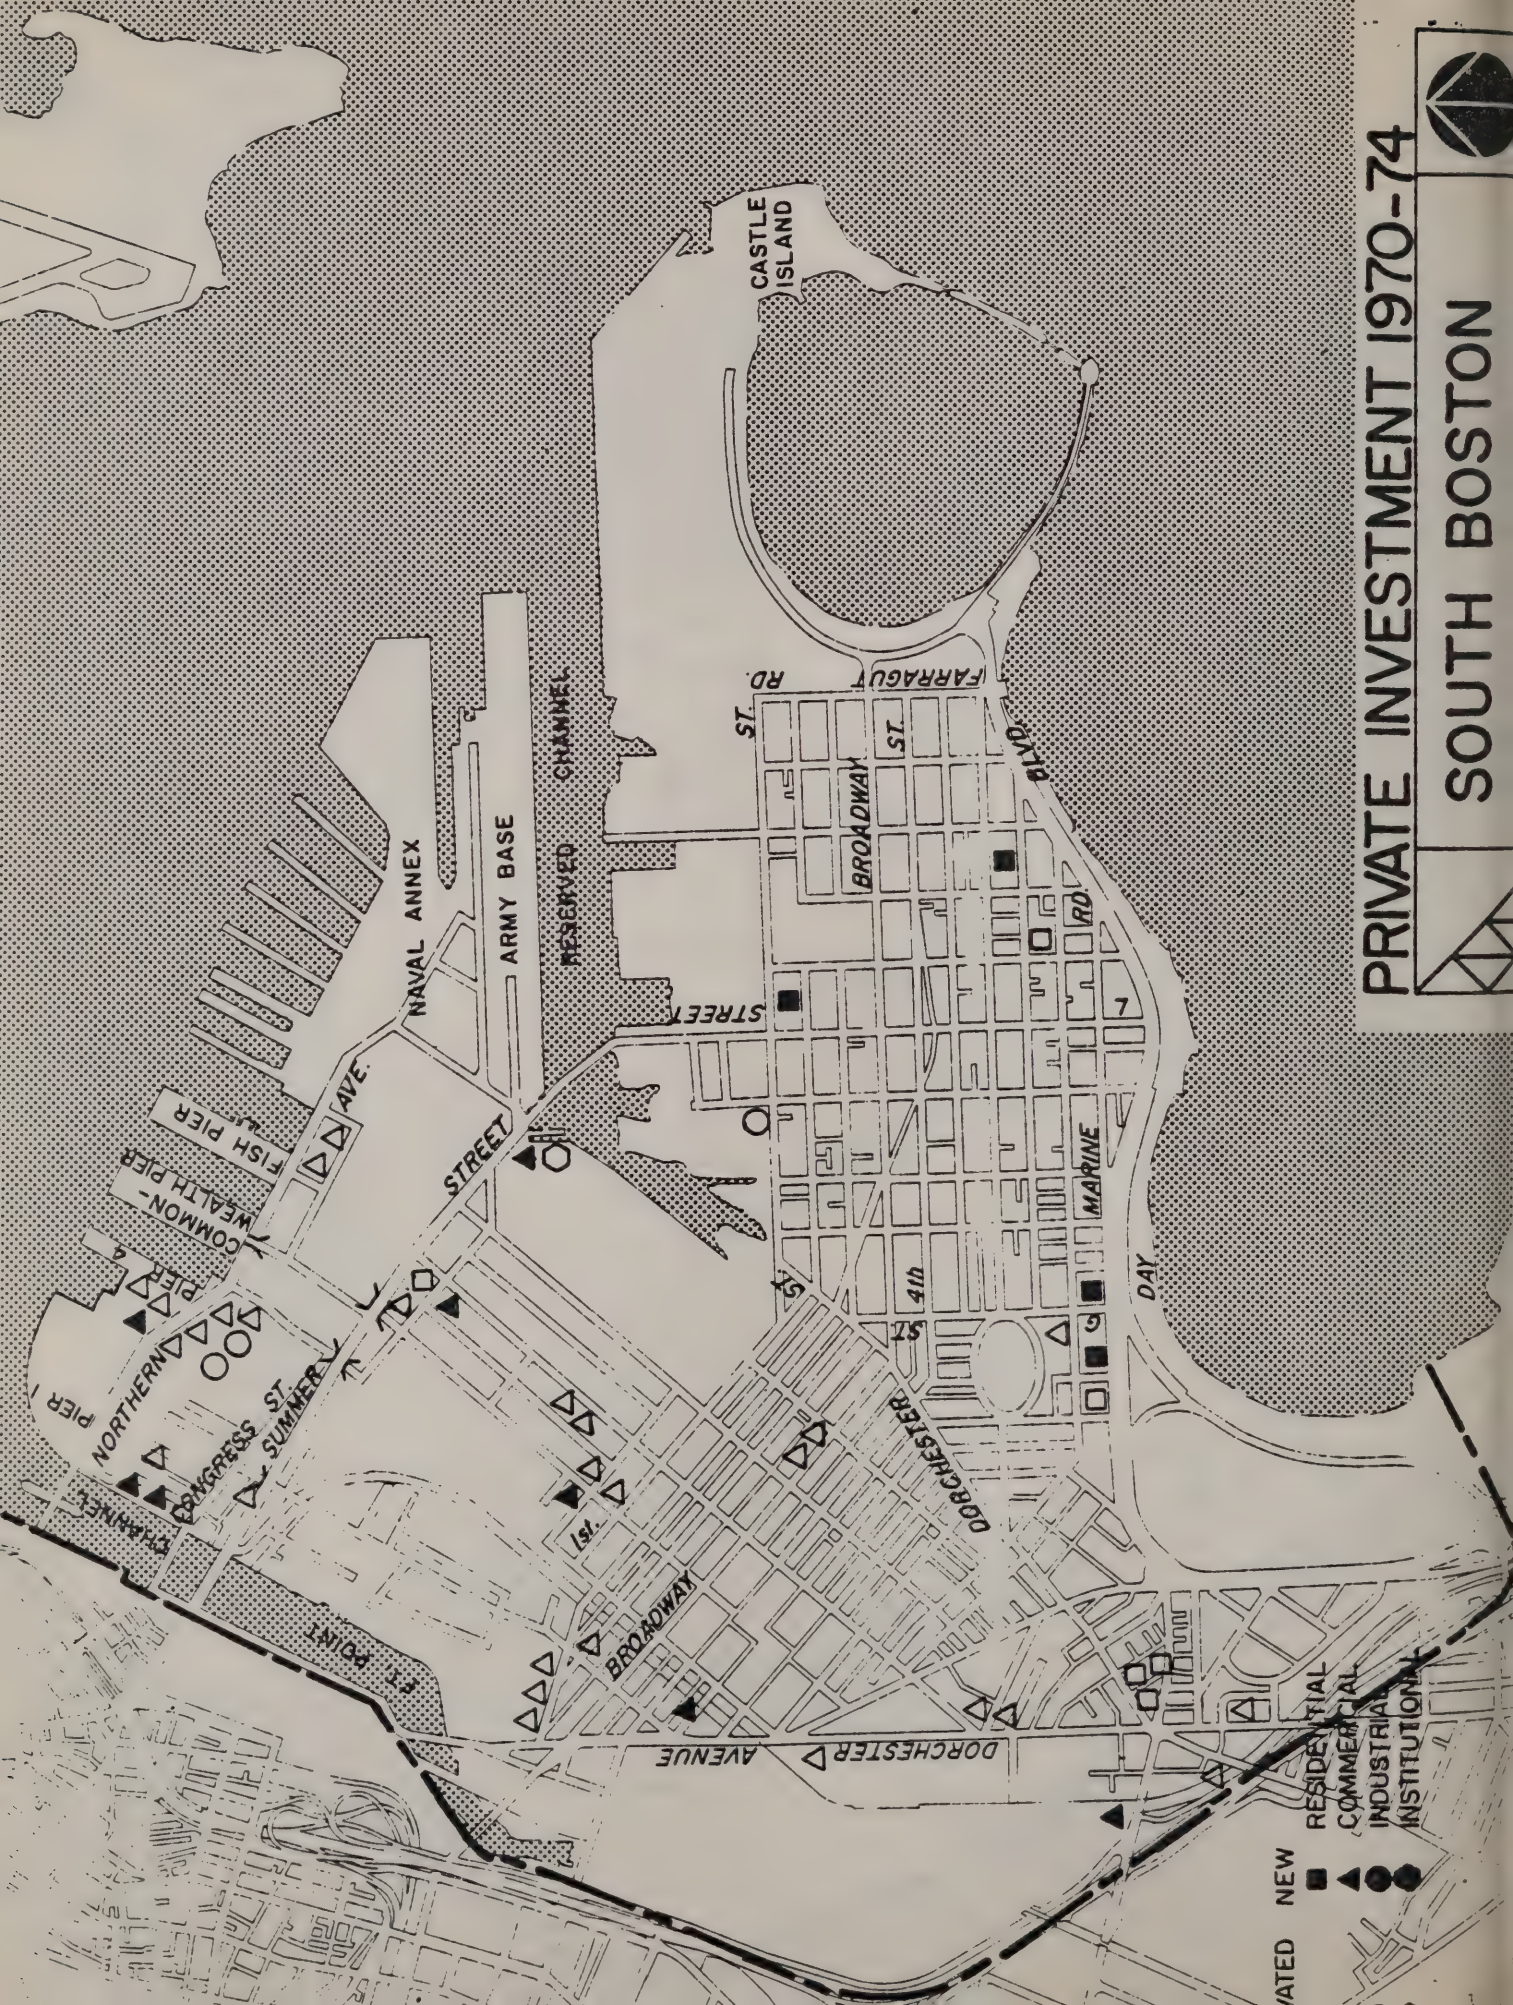 PRIVATE INVESTMENT 1970-74
SOUTH BOSTON
CASTLE
ISLAND
NAVAL ANNEX
ARMY BASE
RESERVED CHANNEL
FISH PIER
COMMON-
WEALTH PIER
PIER 4
PIER 1
NORTHERN
AVE.
CONGRESS ST.
SUMMER
STREET
STREET
FT. POINT
CHANNEL
FARRAGUT
RD.
ST.
BROADWAY
ST.
BLVD.
RD.
7
MARINE
DAY
4th
ST.
ST.
DORCHESTER
1st.
BROADWAY
DORCHESTER
AVENUE
NEW
RESIDENTIAL
COMMERCIAL
INDUSTRIAL
INSTITUTIONAL